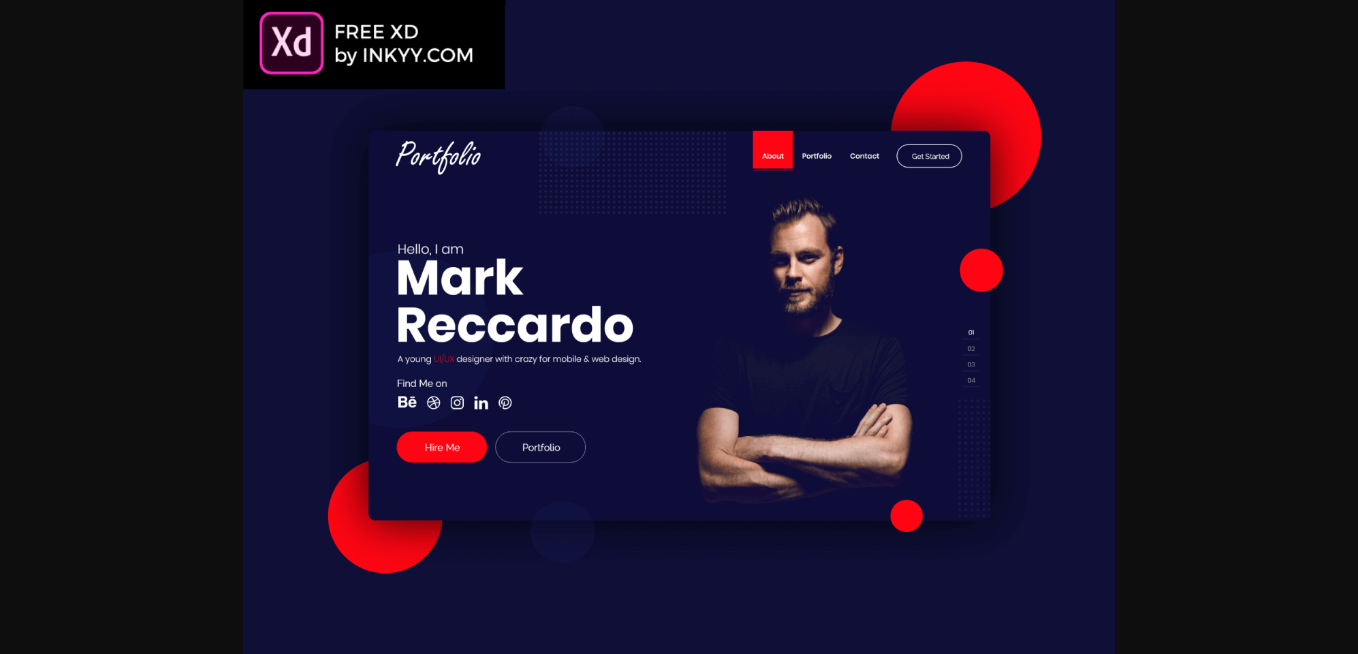 FREE XD
by INKYY.COM
Portfolio
About Portfolio Contact Get Started
Hello, I am
Mark
Reccardo
A young UI/UX designer with crazy for mobile & web design.
Find Me on
Hire Me Portfolio
01
02
03
04
Xd
Bē
in